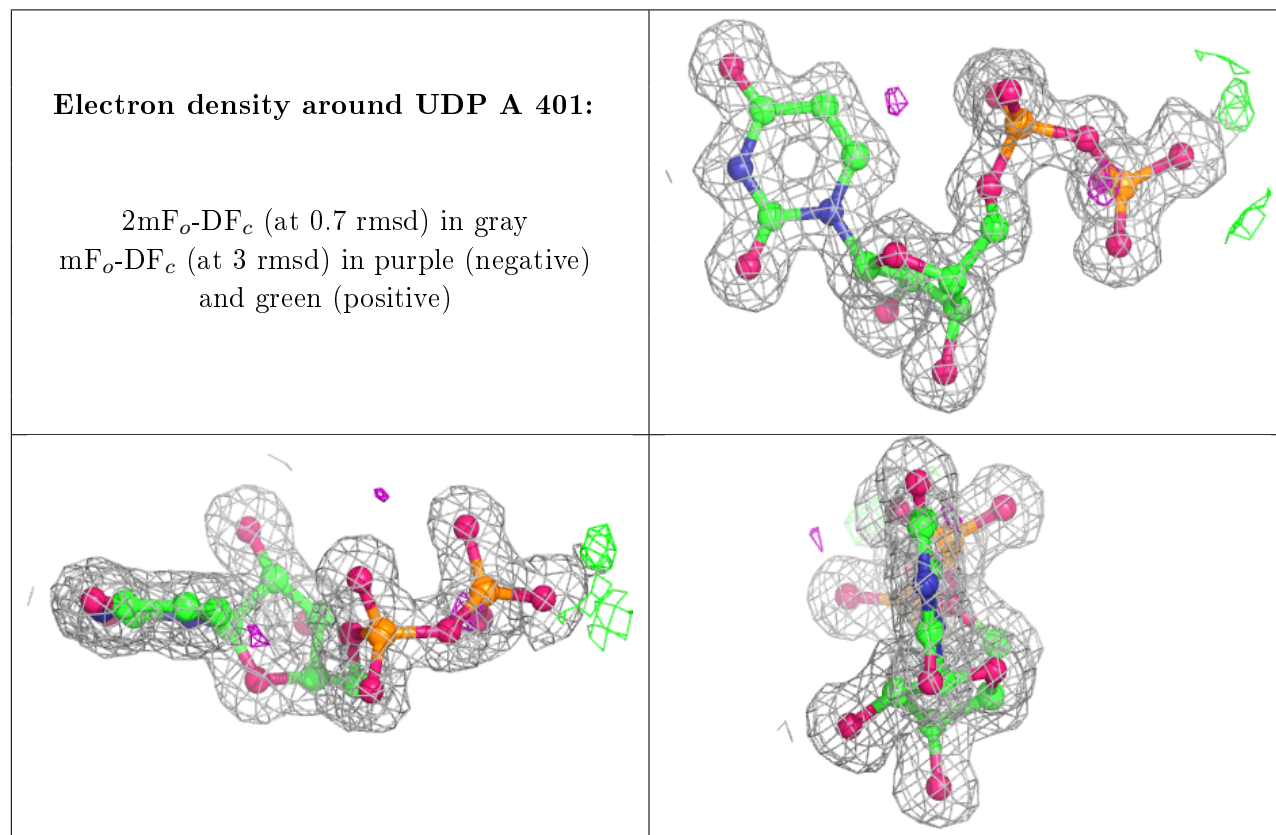 Electron density around UDP A 401:
2mFₒ-DF𝒸 (at 0.7 rmsd) in gray
mFₒ-DF𝒸 (at 3 rmsd) in purple (negative)
and green (positive)